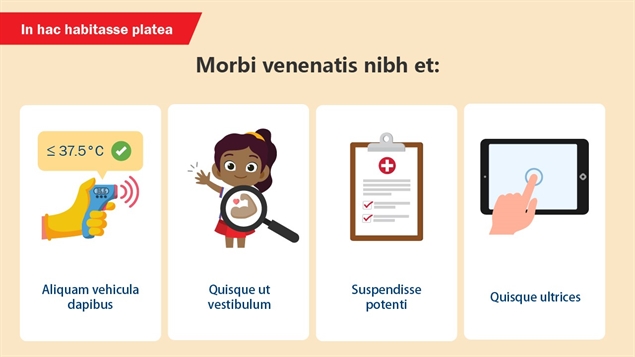 In hac habitasse platea
Morbi venenatis nibh et:
≤ 37.5°C
Aliquam vehicula
dapibus
Quisque ut
vestibulum
Suspendisse
potenti
Quisque ultrices